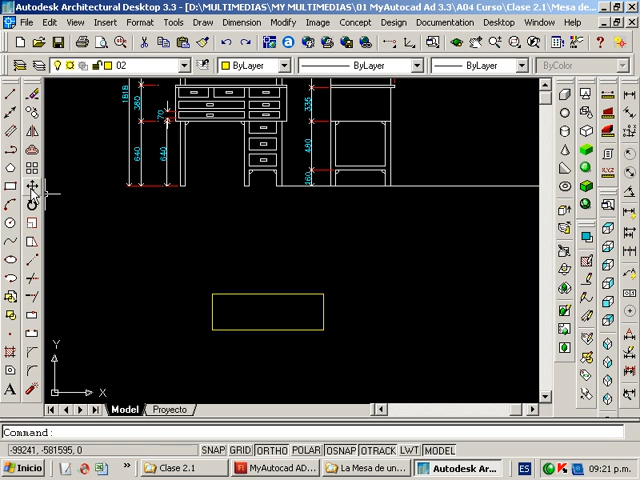 Autodesk Architectural Desktop 3.3 - [D:\MULTIMEDIAS\MY MULTIMEDIAS\01 MyAutocad Ad 3.3\A04 Curso\Clase 2.1\Mesa de...
File Edit View Insert Format Tools Draw Dimension Modify Image Concept Design Documentation Desktop Window Help
02 ByLayer ByLayer ByLayer ByColor
1818
380
70
640
640
335
480
160
Y
X
A
Model Proyecto
Command:
-99241, -581595, 0 SNAP GRID ORTHO POLAR OSNAP OTRACK LWT MODEL
Inicio » Clase 2.1 MyAutocad AD... La Mesa de un... Autodesk Ar... ES 09:21 p.m.